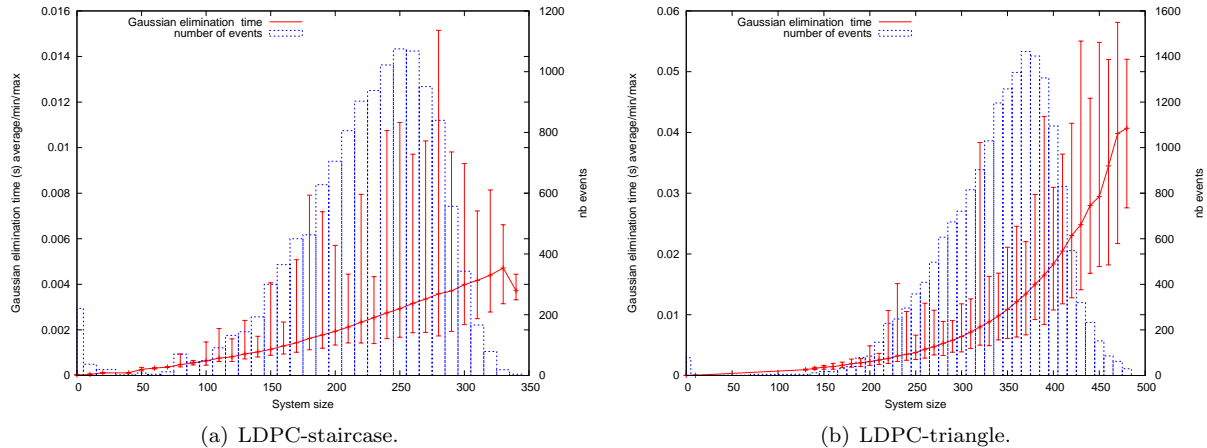 Gaussian elimination time
number of events
Gaussian elimination time (s) average/min/max
0.016
0.014
0.012
0.01
0.008
0.006
0.004
0.002
0
1200
1000
800
600
400
200
0
nb events
0 50 100 150 200 250 300 350
System size
(a) LDPC-staircase.
Gaussian elimination time
number of events
Gaussian elimination time (s) average/min/max
0.06
0.05
0.04
0.03
0.02
0.01
0
1600
1400
1200
1000
800
600
400
200
0
nb events
0 50 100 150 200 250 300 350 400 450 500
System size
(b) LDPC-triangle.